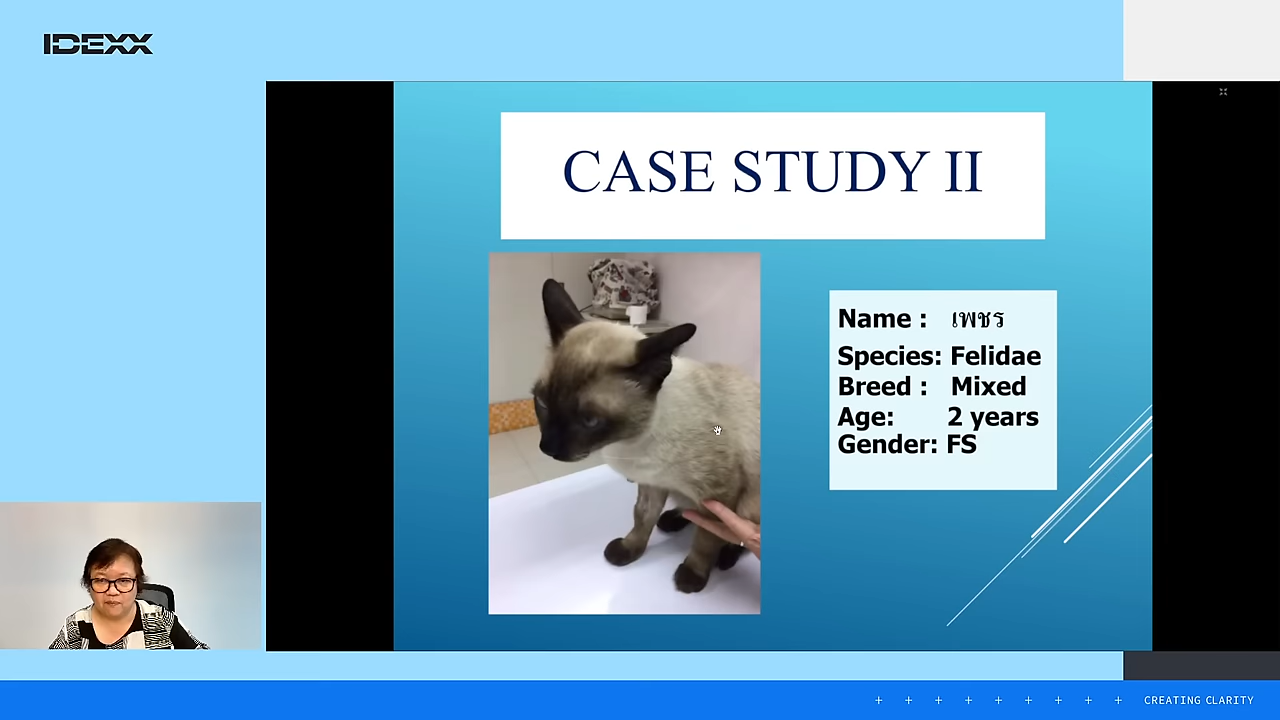 IDEXX
CASE STUDY II
Name : เพชร
Species: Felidae
Breed : Mixed
Age: 2 years
Gender: FS
CREATING CLARITY